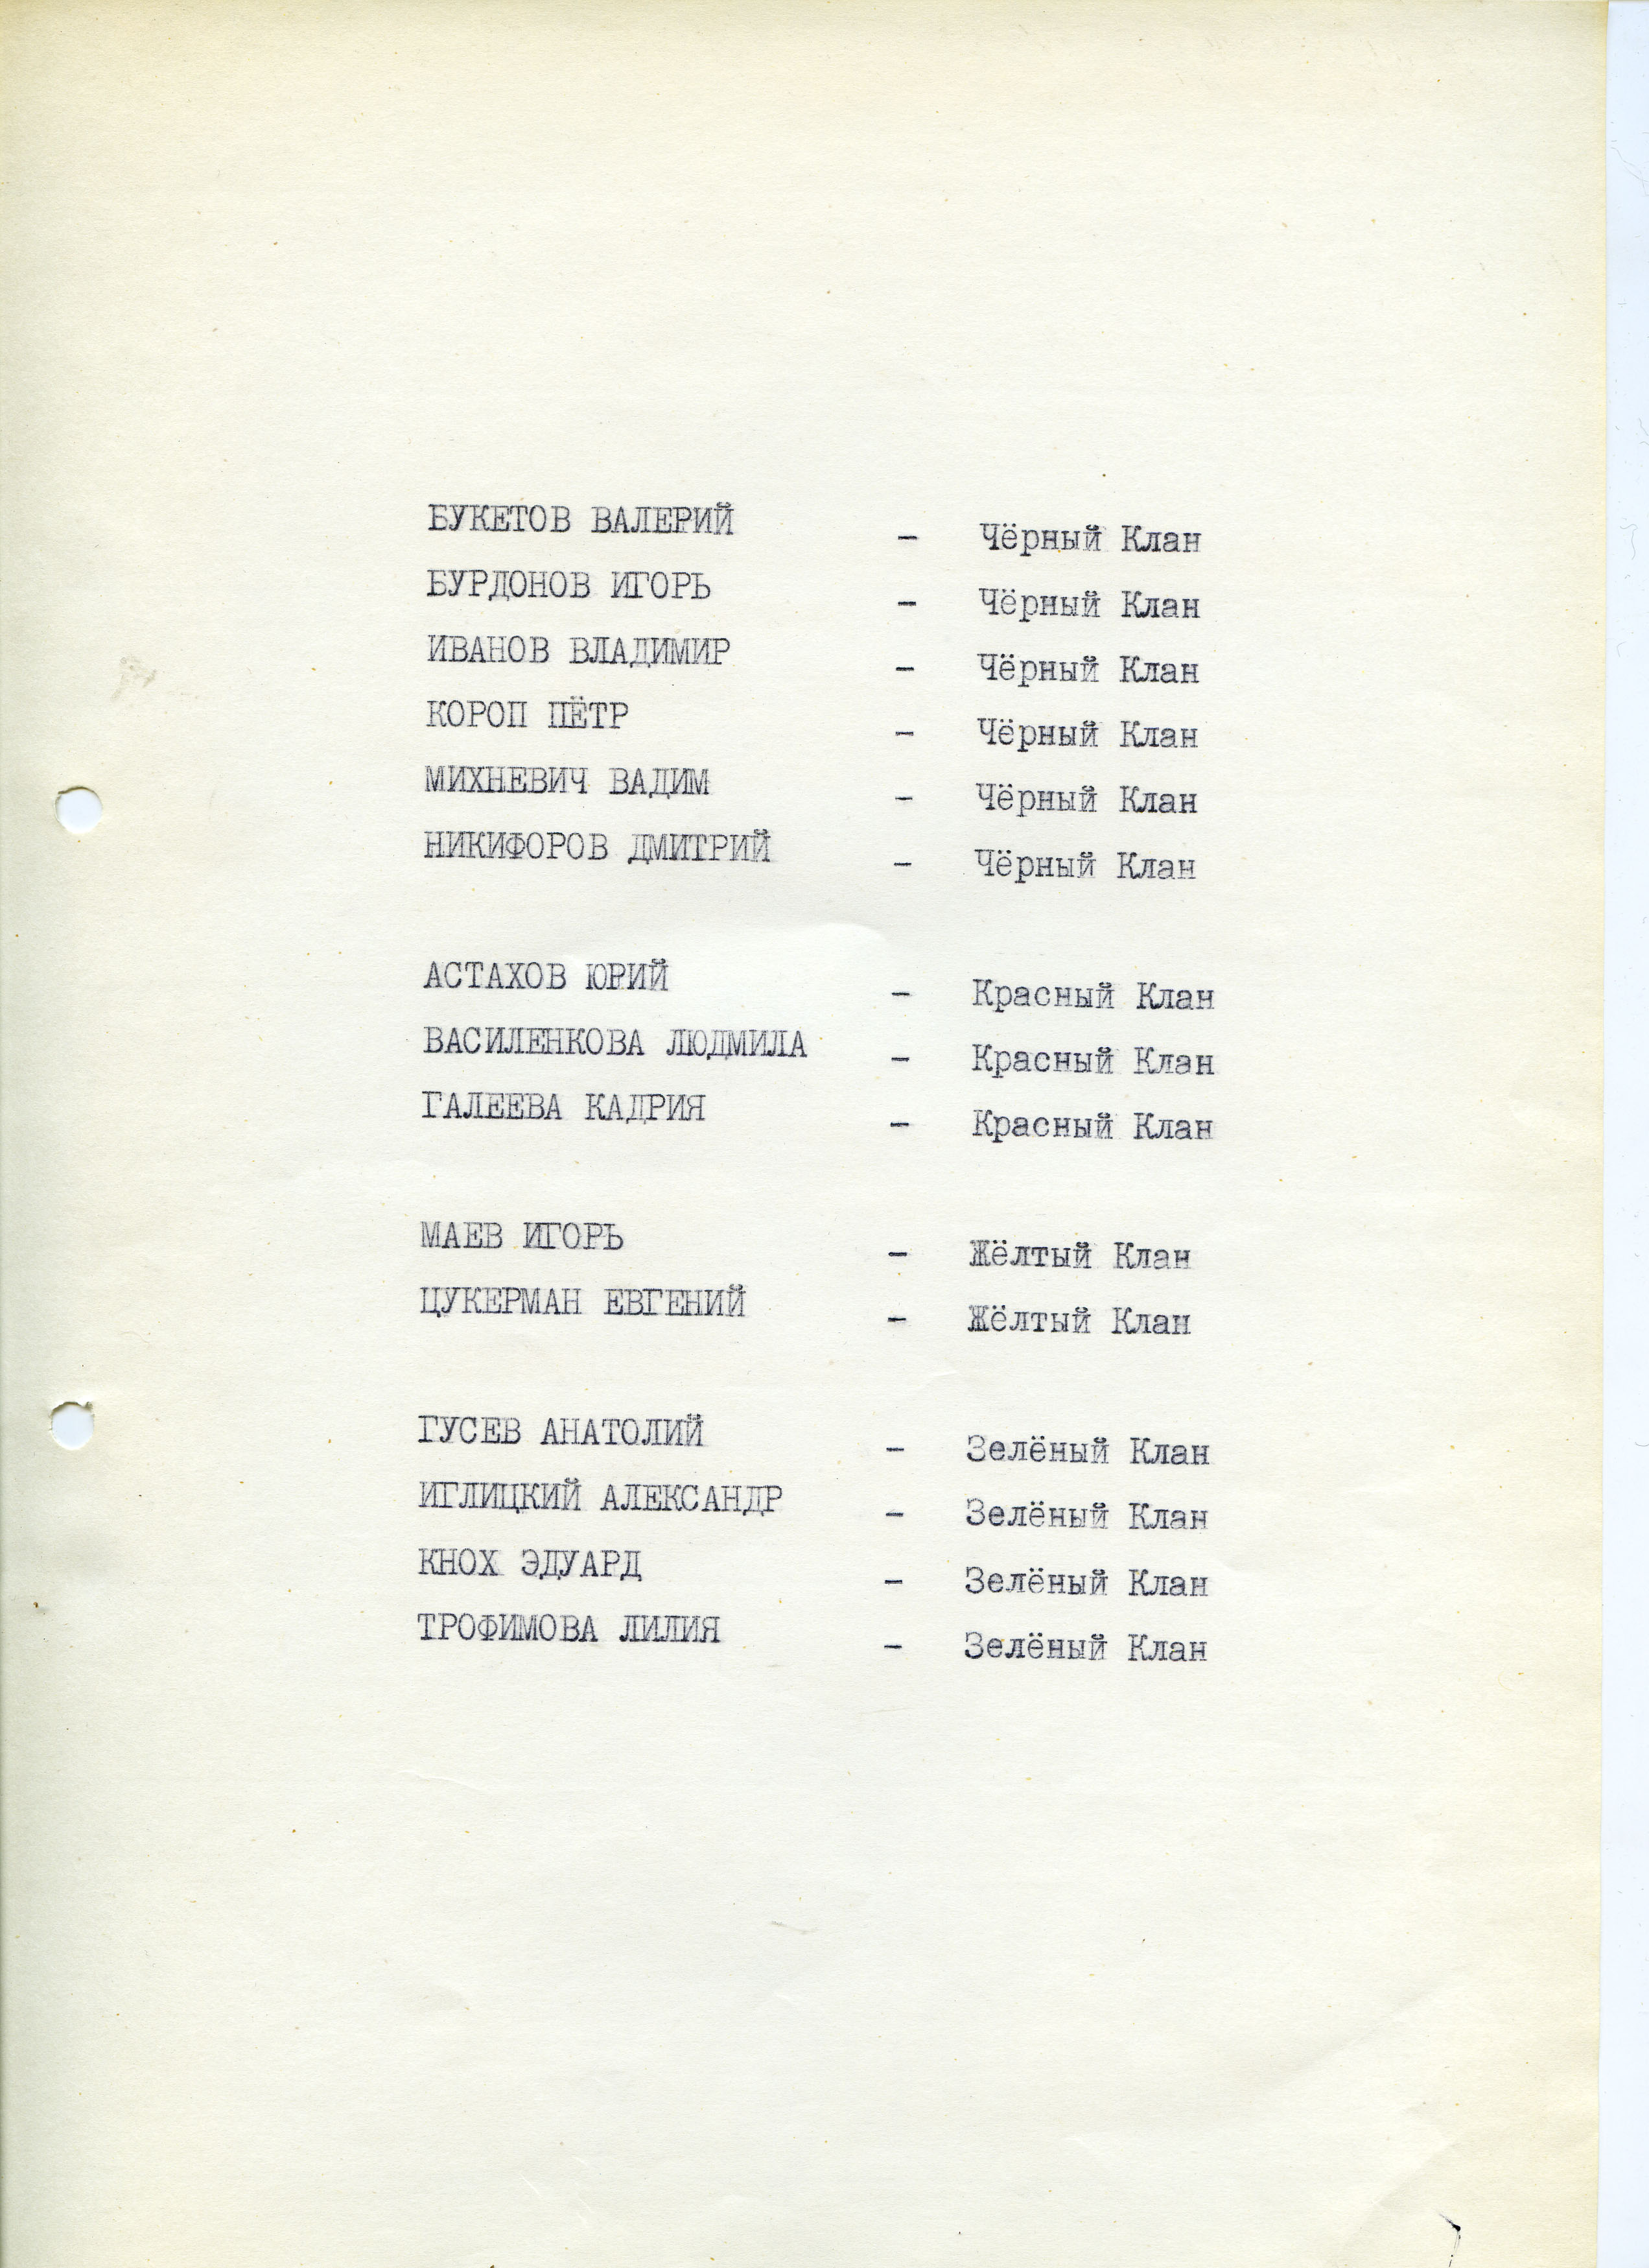 БУКЕТОВ ВАЛЕРИЙ - Чёрный Клан
БУРДОНОВ ИГОРЬ - Чёрный Клан
ИВАНОВ ВЛАДИМИР - Чёрный Клан
КОРОП ПЁТР - Чёрный Клан
МИХНЕВИЧ ВАДИМ - Чёрный Клан
НИКИФОРОВ ДМИТРИЙ - Чёрный Клан
АСТАХОВ ЮРИЙ - Красный Клан
ВАСИЛЕНКОВА ЛЮДМИЛА - Красный Клан
ГАЛЕЕВА КАДРИЯ - Красный Клан
МАЕВ ИГОРЬ - Жёлтый Клан
ЦУКЕРМАН ЕВГЕНИЙ - Жёлтый Клан
ГУСЕВ АНАТОЛИЙ - Зелёный Клан
ИГЛИЦКИЙ АЛЕКСАНДР - Зелёный Клан
КНОХ ЭДУАРД - Зелёный Клан
ТРОФИМОВА ЛИЛИЯ - Зелёный Клан